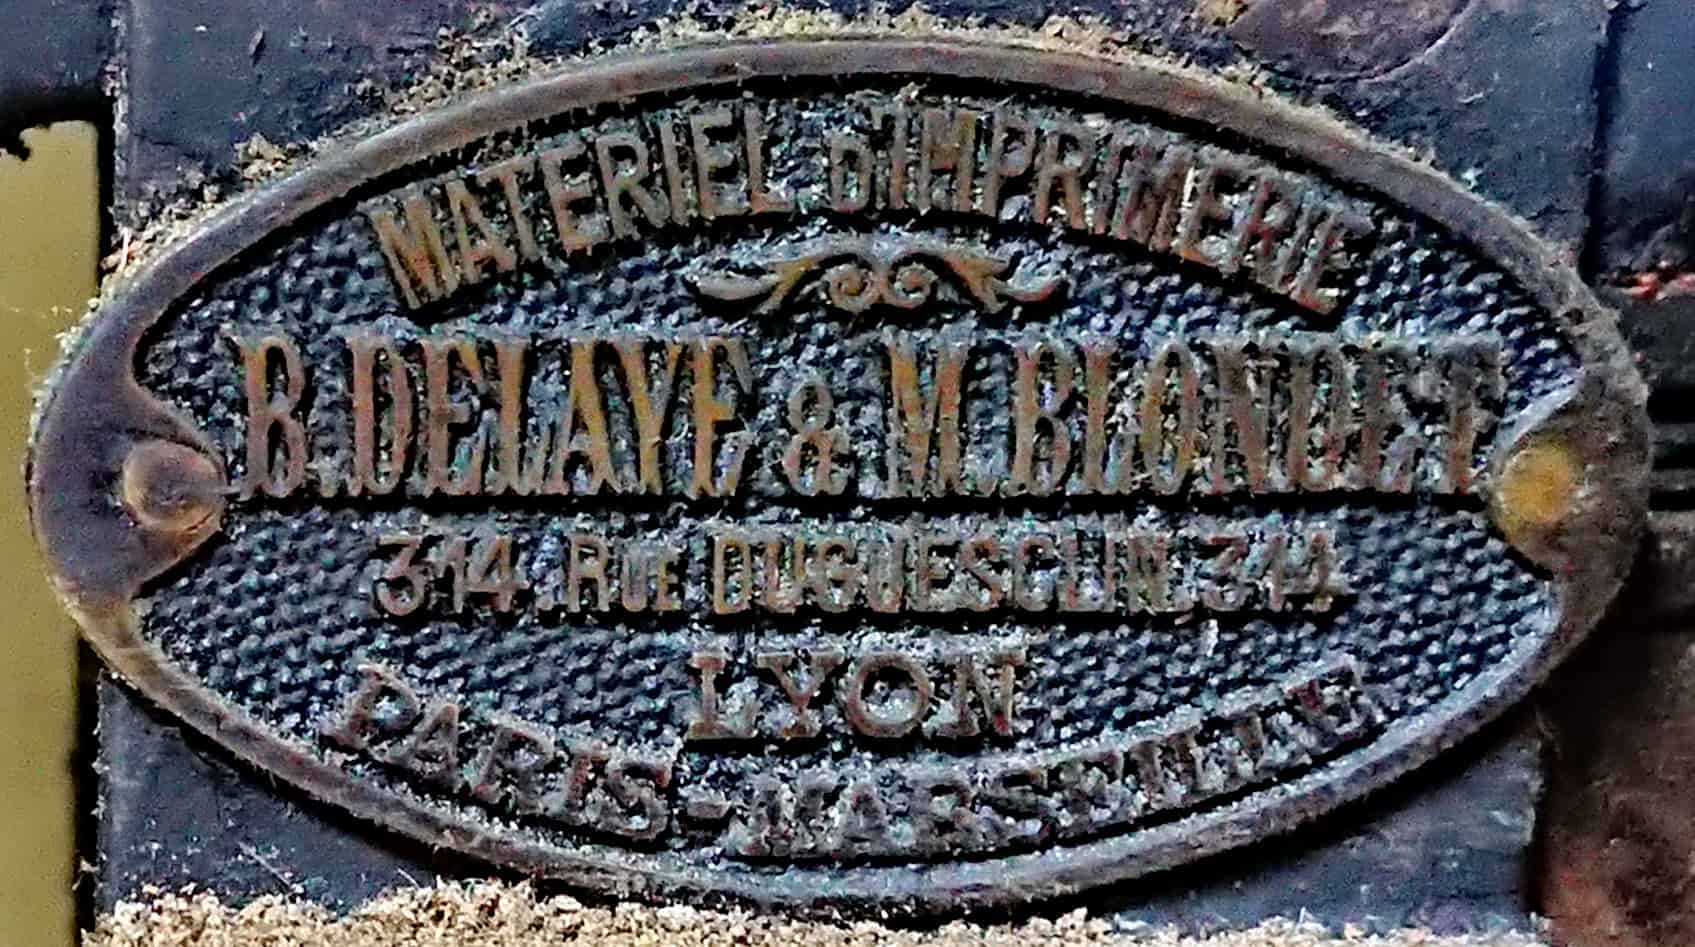 MATERIEL D'IMPRIMERIE
B. DELAYE & M. BLONDET
314. RUE DUGUESCLIN. 314
LYON
PARIS - MARSEILLE